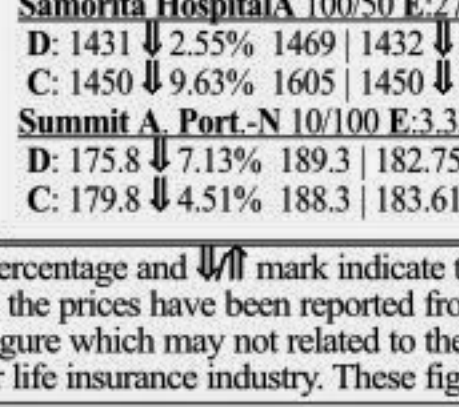 Samorita HospitalA 100/50 E:27
D: 1431 ⇓ 2.55% 1469 | 1432 ⇓
C: 1450 ⇓ 9.63% 1605 | 1450 ⇓
Summit A. Port.-N 10/100 E:3.3
D: 175.8 ⇓ 7.13% 189.3 | 182.75
C: 179.8 ⇓ 4.51% 188.3 | 183.61
ercentage and ⇓/⇑ mark indicate t
the prices have been reported fro
gure which may not related to the
r life insurance industry. These fig